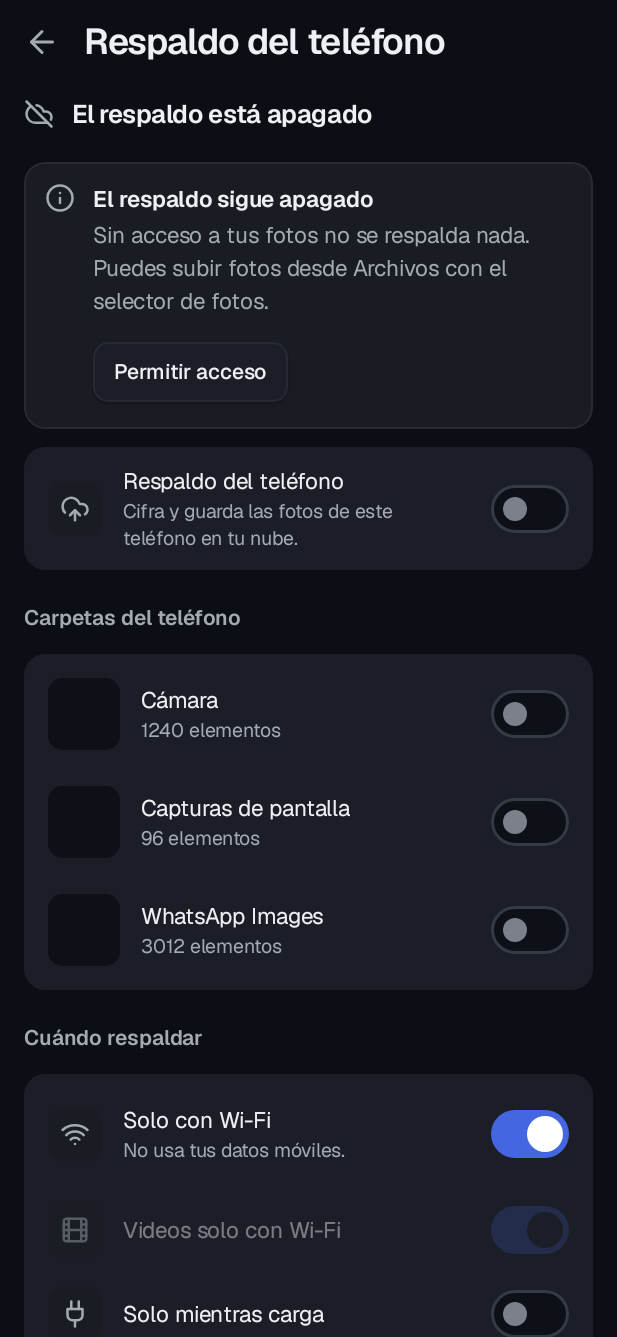 Respaldo del teléfono
El respaldo está apagado
El respaldo sigue apagado
Sin acceso a tus fotos no se respalda nada.
Puedes subir fotos desde Archivos con el
selector de fotos.
Permitir acceso
Respaldo del teléfono
Cifra y guarda las fotos de este
teléfono en tu nube.
Carpetas del teléfono
Cámara
1240 elementos
Capturas de pantalla
96 elementos
WhatsApp Images
3012 elementos
Cuándo respaldar
Solo con Wi-Fi
No usa tus datos móviles.
Videos solo con Wi-Fi
Solo mientras carga